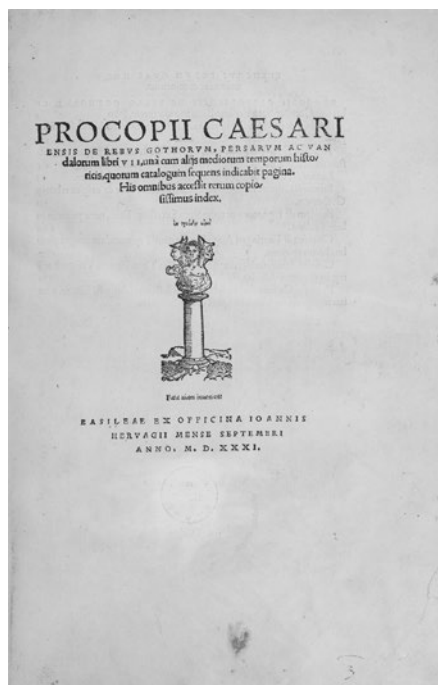 PROCOPII CAESARI
ENSIS DE REBVS GOTHORVM, PERSARVM AC VAN
dalorum libri VII, unà cum alijs mediorum temporum histo⸗
ricis, quorum catalogum sequens indicabit pagina.
His omnibus accessit rerum copio⸗
sissimus index.
Fata uiam inuenient
BASILEAE EX OFFICINA IOANNIS
HERVAGII MENSE SEPTEMBRI
ANNO. M. D. XXXI.
3